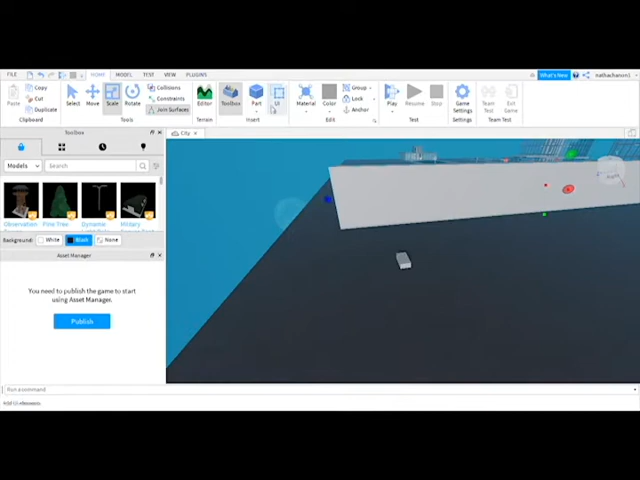 FILE HOME MODEL TEST VIEW PLUGINS What's New
Copy Collisions Group
Cut Constraints Lock
Paste Duplicate Select Move Scale Rotate Join Surfaces Editor Toolbox Part UI Material Color Anchor Play Resume Stop Game Settings Team Test Exit Game
Clipboard Tools Terrain Insert Edit Test Settings Team Test
Toolbox City
Models Search
Observation Pine Tree Dynamic Military
Background: White Black None
Asset Manager
You need to publish the game to start
using Asset Manager.
Publish
Run a command
Add UI elements